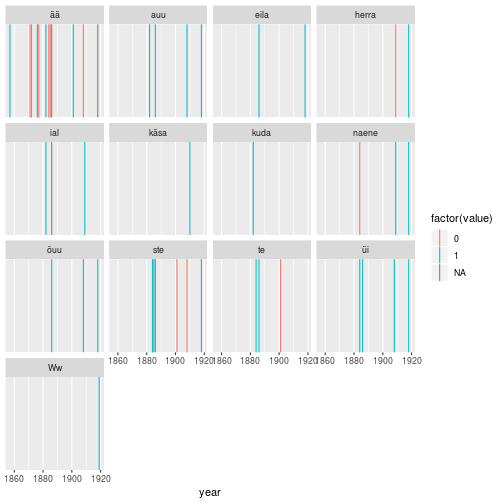 ää auu eila herra
ial käsa kuda naene
öuu ste te üi
Ww
1860 1880 1900 1920 1860 1880 1900 1920 1860 1880 1900 1920
1860 1880 1900 1920
year
factor(value)
0
1
NA